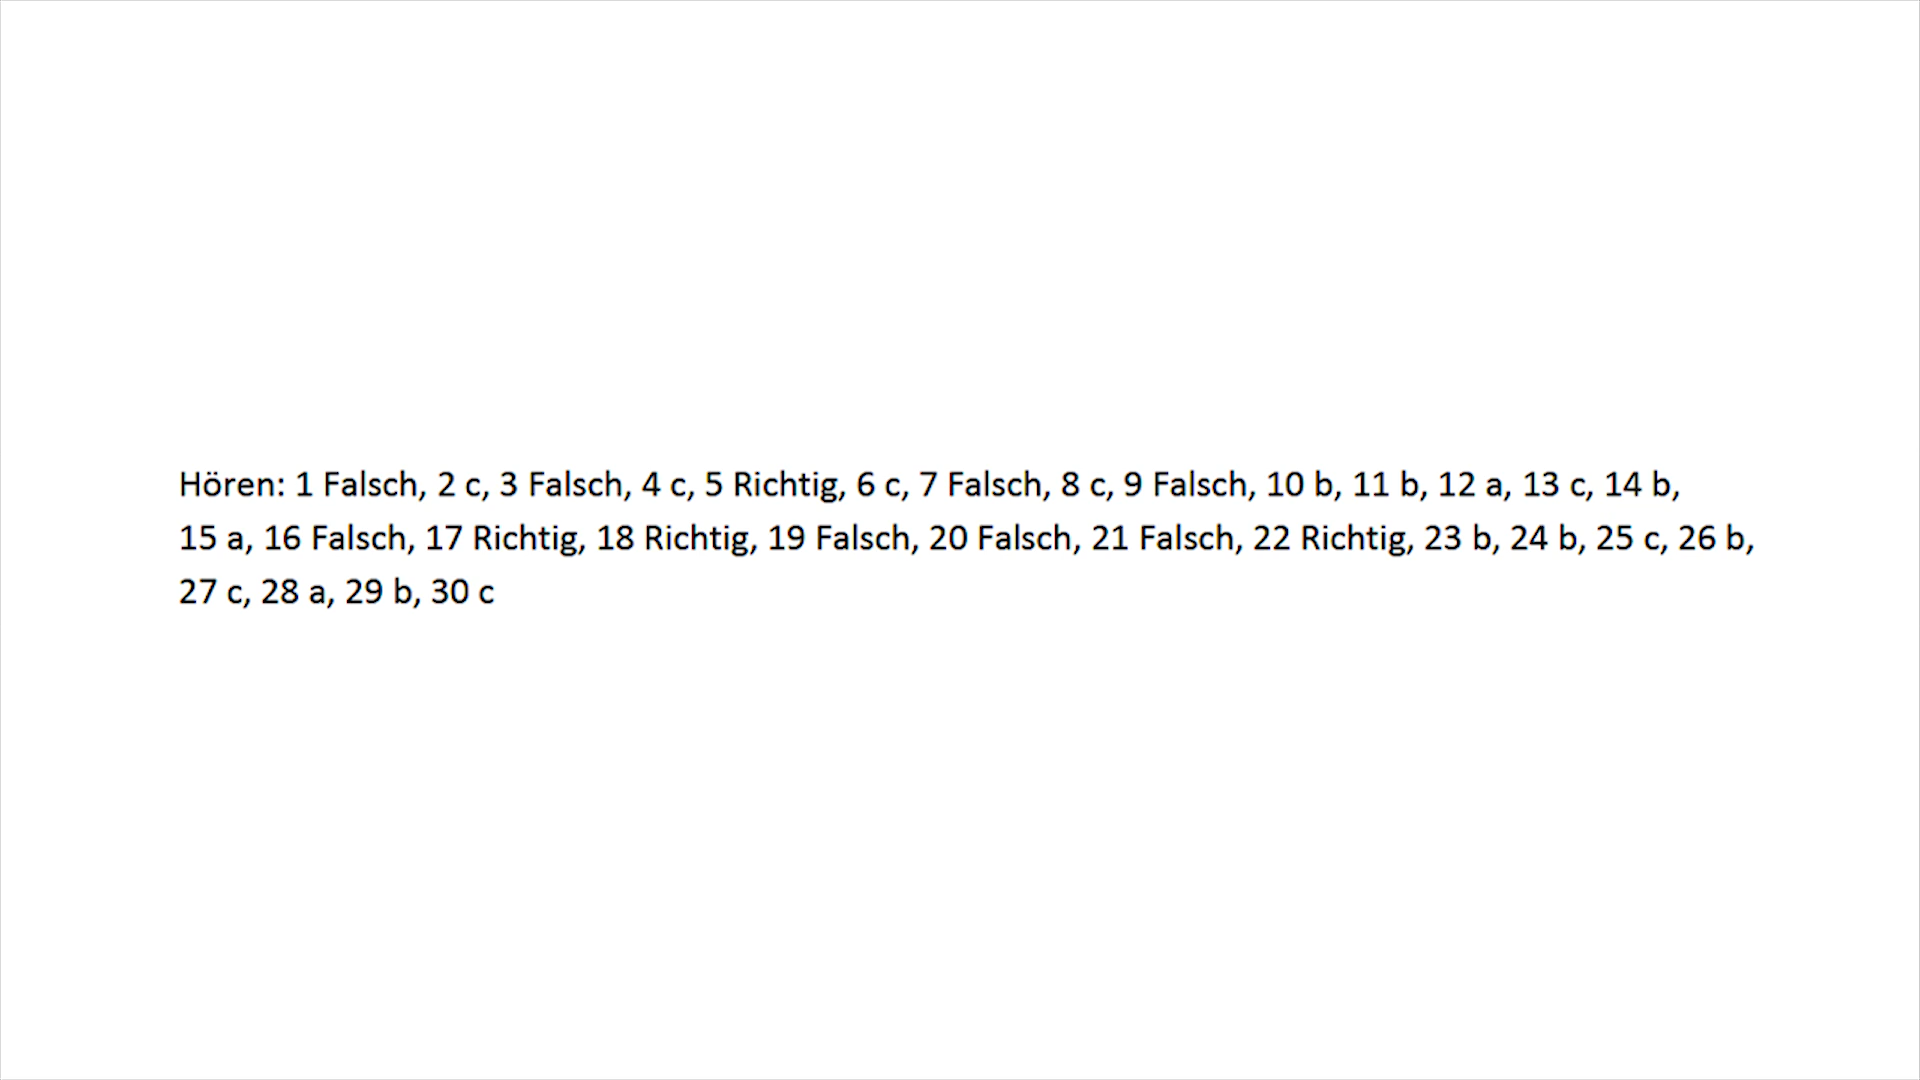 Hören: 1 Falsch, 2 c, 3 Falsch, 4 c, 5 Richtig, 6 c, 7 Falsch, 8 c, 9 Falsch, 10 b, 11 b, 12 a, 13 c, 14 b,
15 a, 16 Falsch, 17 Richtig, 18 Richtig, 19 Falsch, 20 Falsch, 21 Falsch, 22 Richtig, 23 b, 24 b, 25 c, 26 b,
27 c, 28 a, 29 b, 30 c